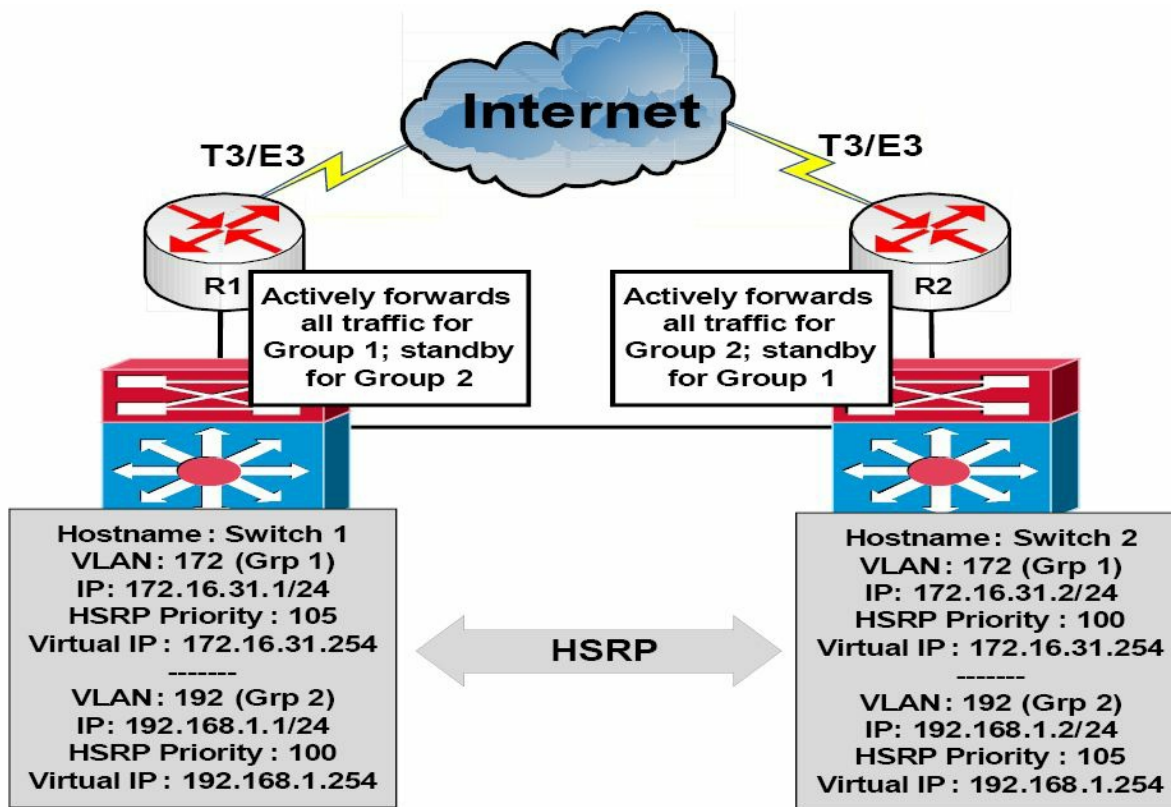 Internet
T3/E3
T3/E3
R1
R2
Actively forwards
all traffic for
Group 1; standby
for Group 2
Actively forwards
all traffic for
Group 2; standby
for Group 1
Hostname : Switch 1
VLAN : 172 (Grp 1)
IP: 172.16.31.1/24
HSRP Priority : 105
Virtual IP : 172.16.31.254
-------
VLAN : 192 (Grp 2)
IP: 192.168.1.1/24
HSRP Priority : 100
Virtual IP : 192.168.1.254
HSRP
Hostname : Switch 2
VLAN : 172 (Grp 1)
IP: 172.16.31.2/24
HSRP Priority : 100
Virtual IP : 172.16.31.254
-------
VLAN : 192 (Grp 2)
IP: 192.168.1.2/24
HSRP Priority : 105
Virtual IP : 192.168.1.254